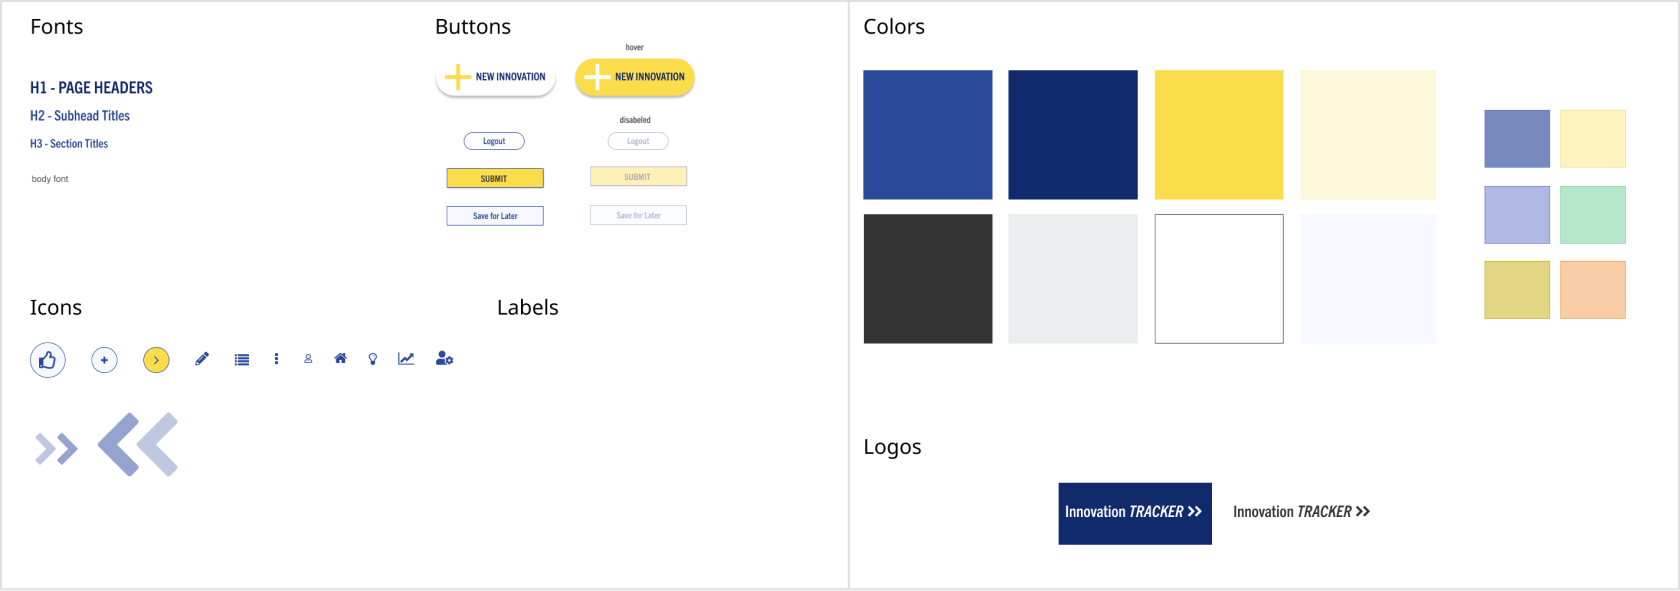 Fonts
H1 - PAGE HEADERS
H2 - Subhead Titles
H3 - Section Titles
body font
Buttons
hover
NEW INNOVATION
NEW INNOVATION
disabeled
Logout
Logout
SUBMIT
SUBMIT
Save for Later
Save for Later
Icons
Labels
Colors
Logos
Innovation TRACKER
Innovation TRACKER